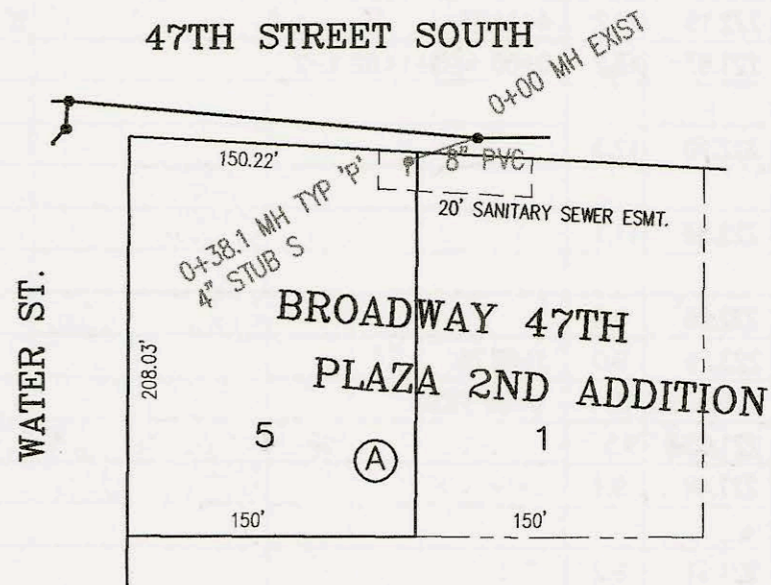 47TH STREET SOUTH
0+00 MH EXIST
150.22'
8" PVC
20' SANITARY SEWER ESMT.
0+38.1 MH TYP 'P'
4" STUB S
WATER ST.
208.03'
BROADWAY 47TH
PLAZA 2ND ADDITION
5
A
1
150'
150'